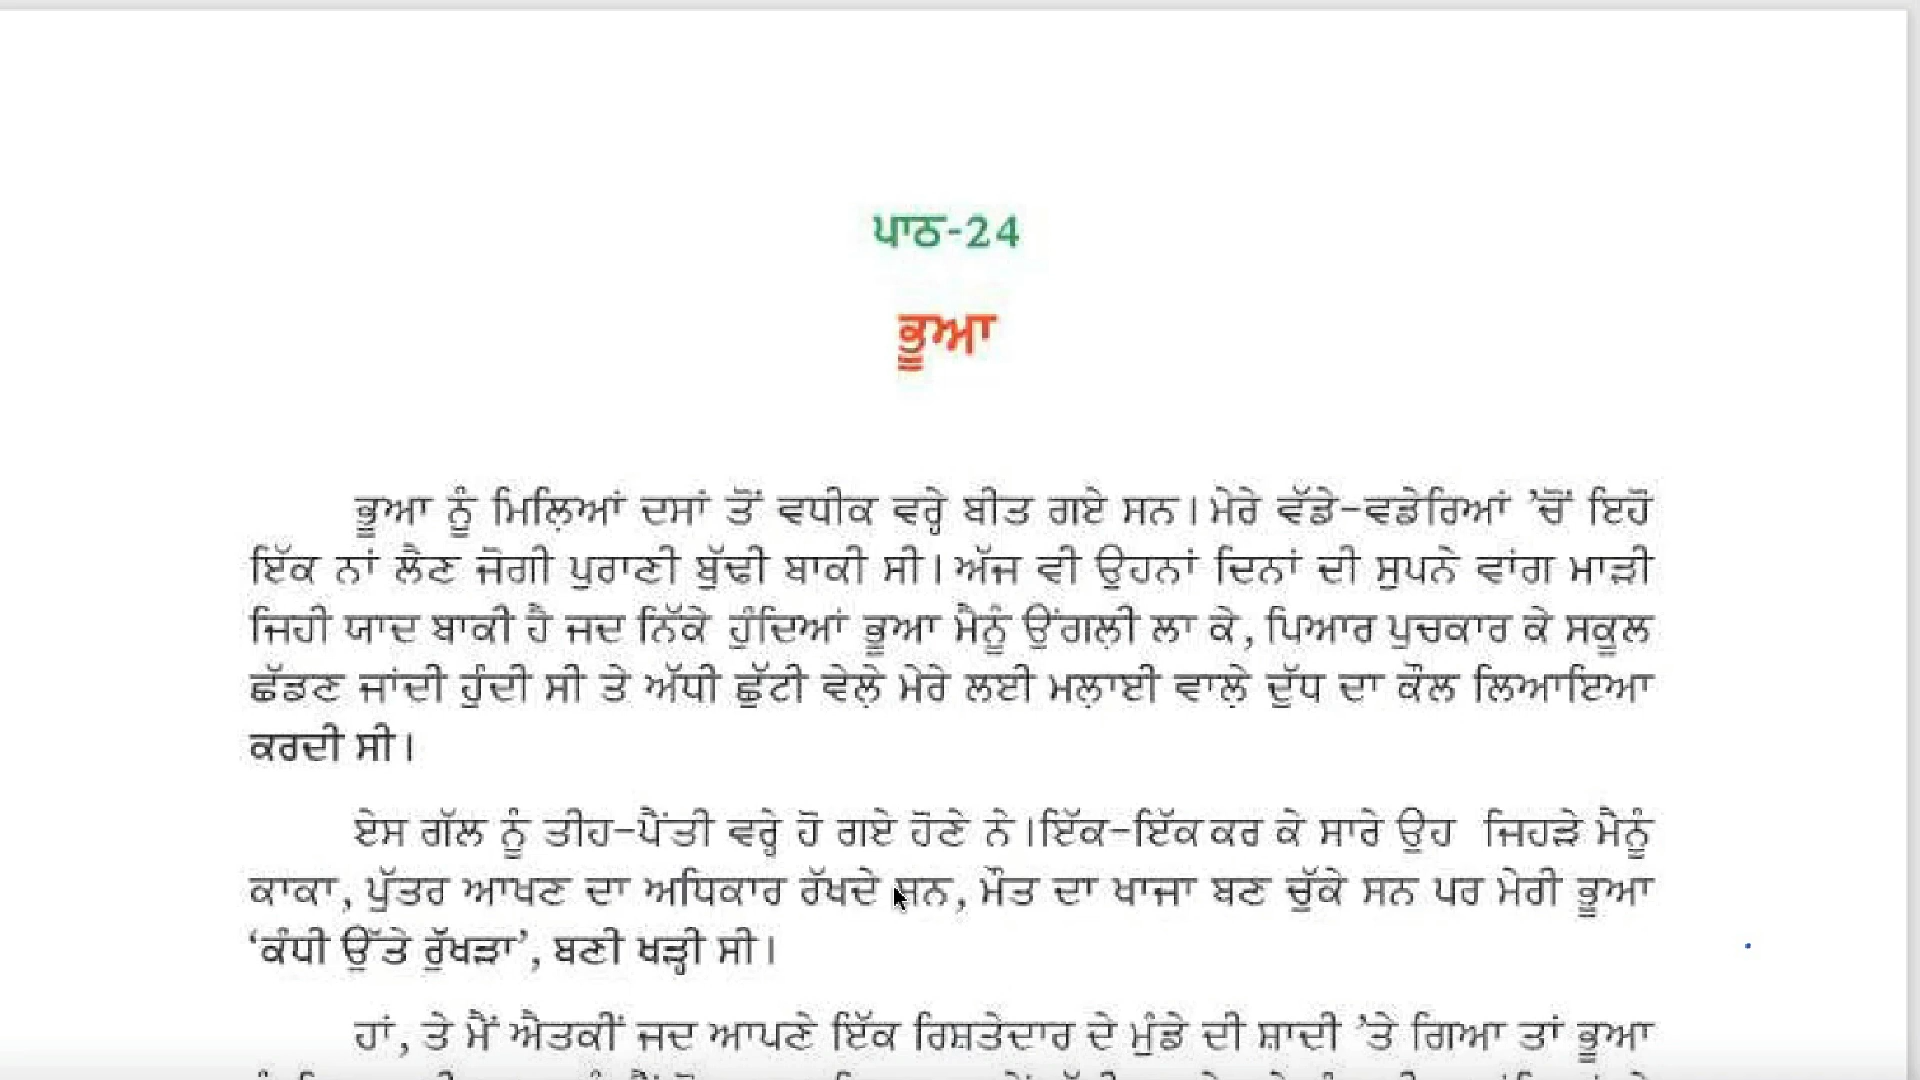 ਪਾਠ-24
ਭੂਆ
ਭੂਆ ਨੂੰ ਮਿਲ਼ਿਆਂ ਦਸਾਂ ਤੋਂ ਵਧੀਕ ਵਰ੍ਹੇ ਬੀਤ ਗਏ ਸਨ। ਮੇਰੇ ਵੱਡੇ-ਵਡੇਰਿਆਂ ’ਚੋਂ ਇਹੋ
ਇੱਕ ਨਾਂ ਲੈਣ ਜੋਗੀ ਪੁਰਾਣੀ ਬੁੱਢੀ ਬਾਕੀ ਸੀ। ਅੱਜ ਵੀ ਉਹਨਾਂ ਦਿਨਾਂ ਦੀ ਸੁਪਨੇ ਵਾਂਗ ਮਾੜੀ
ਜਿਹੀ ਯਾਦ ਬਾਕੀ ਹੈ ਜਦ ਨਿੱਕੇ ਹੁੰਦਿਆਂ ਭੂਆ ਮੈਨੂੰ ਉਂਗਲ਼ੀ ਲਾ ਕੇ, ਪਿਆਰ ਪੁਚਕਾਰ ਕੇ ਸਕੂਲ
ਛੱਡਣ ਜਾਂਦੀ ਹੁੰਦੀ ਸੀ ਤੇ ਅੱਧੀ ਛੁੱਟੀ ਵੇਲ਼ੇ ਮੇਰੇ ਲਈ ਮਲ਼ਾਈ ਵਾਲ਼ੇ ਦੁੱਧ ਦਾ ਕੌਲ ਲਿਆਇਆ
ਕਰਦੀ ਸੀ।
ਏਸ ਗੱਲ ਨੂੰ ਤੀਹ-ਪੈਂਤੀ ਵਰ੍ਹੇ ਹੋ ਗਏ ਹੋਣੇ ਨੇ।ਇੱਕ-ਇੱਕ ਕਰ ਕੇ ਸਾਰੇ ਉਹ ਜਿਹੜੇ ਮੈਨੂੰ
ਕਾਕਾ, ਪੁੱਤਰ ਆਖਣ ਦਾ ਅਧਿਕਾਰ ਰੱਖਦੇ ਸਨ, ਮੌਤ ਦਾ ਖਾਜਾ ਬਣ ਚੁੱਕੇ ਸਨ ਪਰ ਮੇਰੀ ਭੂਆ
‘ਕੰਧੀ ਉੱਤੇ ਰੁੱਖੜਾ’, ਬਣੀ ਖੜ੍ਹੀ ਸੀ।
ਹਾਂ, ਤੇ ਮੈਂ ਐਤਕੀਂ ਜਦ ਆਪਣੇ ਇੱਕ ਰਿਸ਼ਤੇਦਾਰ ਦੇ ਮੁੰਡੇ ਦੀ ਸ਼ਾਦੀ ’ਤੇ ਗਿਆ ਤਾਂ ਭੂਆ